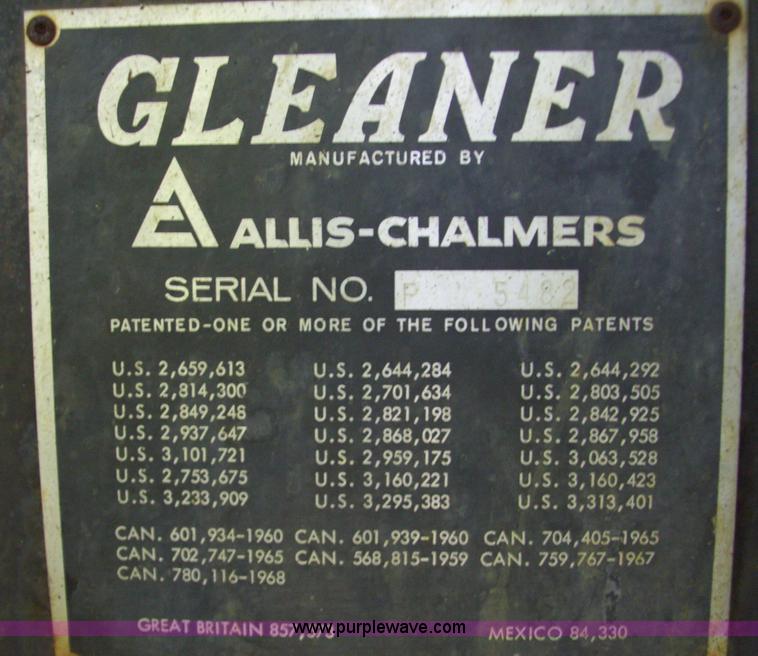 GLEANER
MANUFACTURED BY
ALLIS-CHALMERS
SERIAL NO. 5482
PATENTED-ONE OR MORE OF THE FOLLOWING PATENTS
U.S. 2,659,613 U.S. 2,644,284 U.S. 2,644,292
U.S. 2,814,300 U.S. 2,701,634 U.S. 2,803,505
U.S. 2,849,248 U.S. 2,821,198 U.S. 2,842,925
U.S. 2,937,647 U.S. 2,868,027 U.S. 2,867,958
U.S. 3,101,721 U.S. 2,959,175 U.S. 3,063,528
U.S. 2,753,675 U.S. 3,160,221 U.S. 3,160,423
U.S. 3,233,909 U.S. 3,295,383 U.S. 3,313,401
CAN. 601,934-1960 CAN. 601,939-1960 CAN. 704,405-1965
CAN. 702,747-1965 CAN. 568,815-1959 CAN. 759,767-1967
CAN. 780,116-1968
GREAT BRITAIN MEXICO 84,330
www.purplewave.com